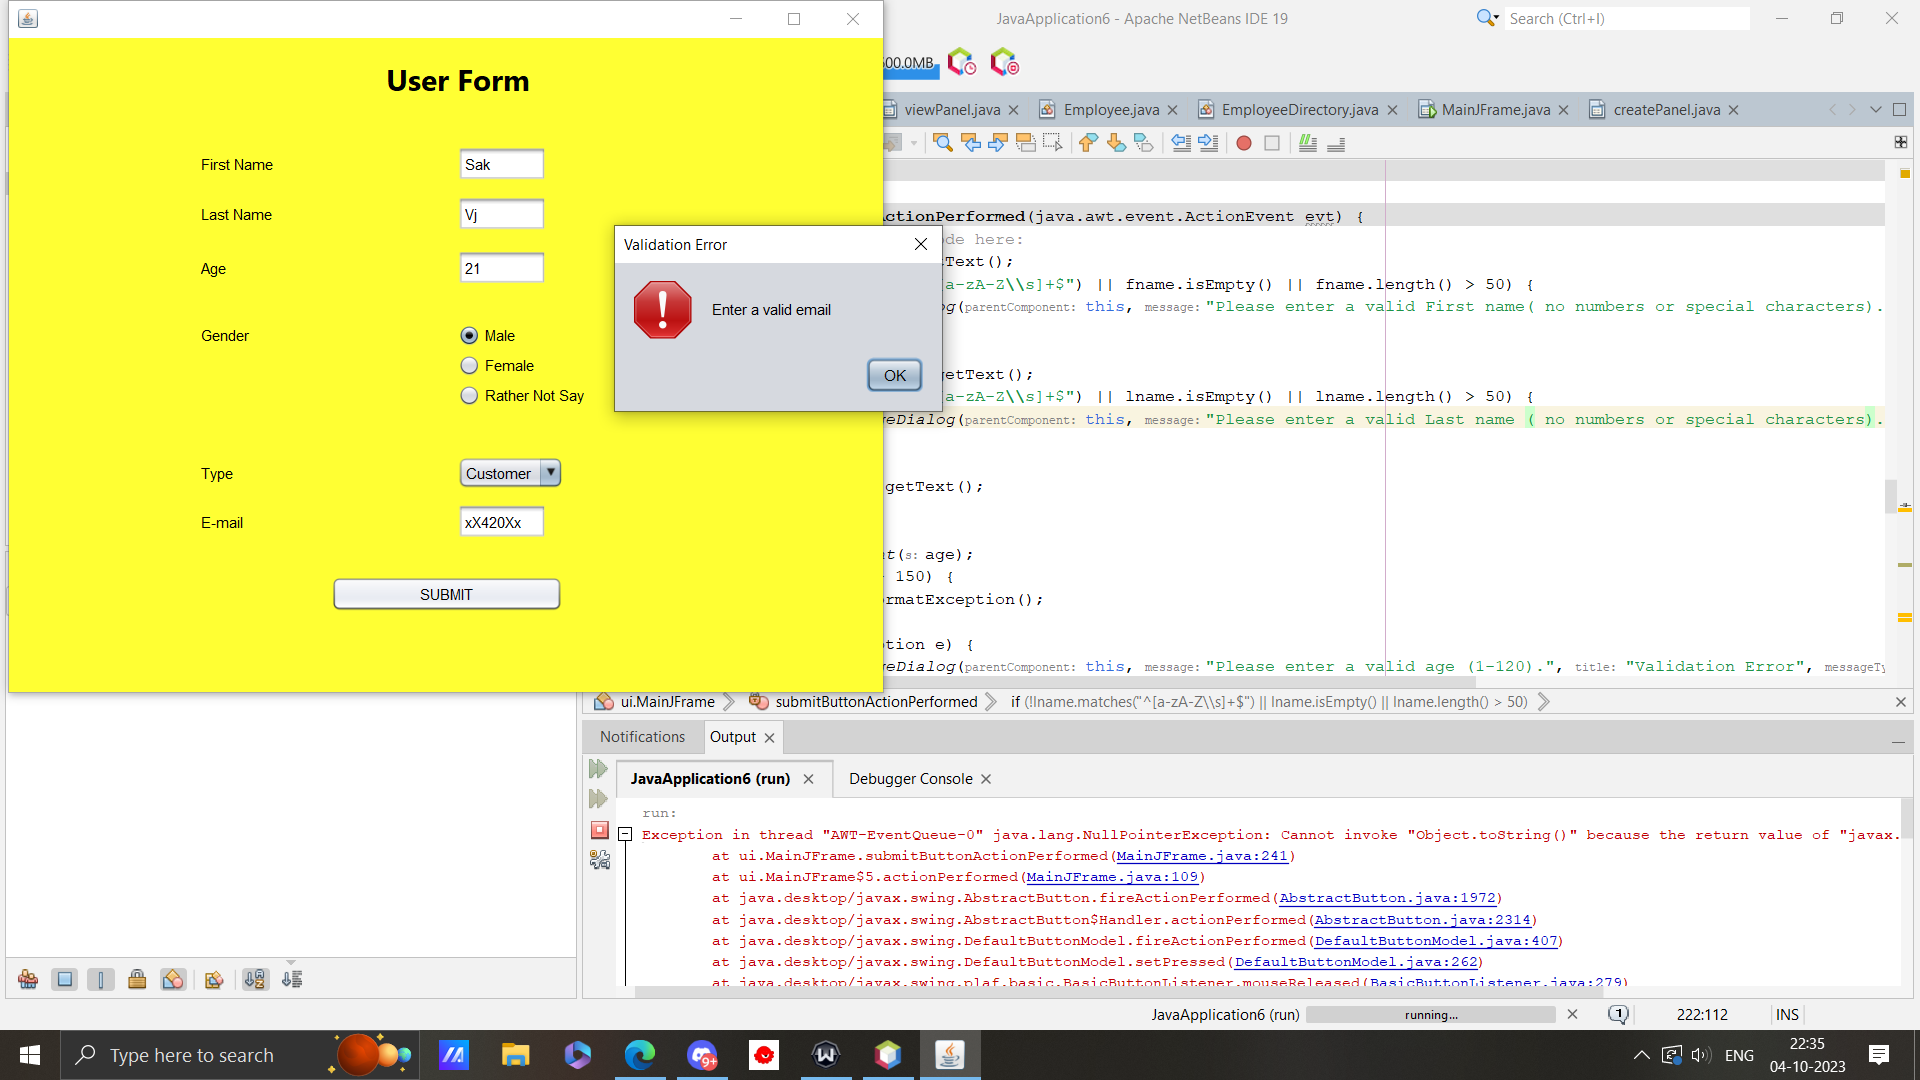 JavaApplication6 - Apache NetBeans IDE 19
Search (Ctrl+I)
User Form
First Name
Sak
Last Name
Vj
Age
21
Gender
Male
Female
Rather Not Say
Type
Customer
E-mail
xX420Xx
SUBMIT
Validation Error
Enter a valid email
OK
00.0MB
viewPanel.java
Employee.java
EmployeeDirectory.java
MainJFrame.java
createPanel.java
ctionPerformed(java.awt.event.ActionEvent evt) {
de here:
Text();
a-zA-Z\\s]+$") || fname.isEmpty() || fname.length() > 50) {
og(parentComponent: this, message: "Please enter a valid First name( no numbers or special characters).
etText();
a-zA-Z\\s]+$") || lname.isEmpty() || lname.length() > 50) {
eDialog(parentComponent: this, message: "Please enter a valid Last name ( no numbers or special characters).
getText();
t(s: age);
150) {
rmatException();
tion e) {
eDialog(parentComponent: this, message: "Please enter a valid age (1-120).", title: "Validation Error", messageTy
ui.MainJFrame
submitButtonActionPerformed
if (!lname.matches("^[a-zA-Z\\s]+$") || lname.isEmpty() || lname.length() > 50)
Notifications
Output
JavaApplication6 (run)
Debugger Console
run:
Exception in thread "AWT-EventQueue-0" java.lang.NullPointerException: Cannot invoke "Object.toString()" because the return value of "javax.
at ui.MainJFrame.submitButtonActionPerformed(MainJFrame.java:241)
at ui.MainJFrame$5.actionPerformed(MainJFrame.java:109)
at java.desktop/javax.swing.AbstractButton.fireActionPerformed(AbstractButton.java:1972)
at java.desktop/javax.swing.AbstractButton$Handler.actionPerformed(AbstractButton.java:2314)
at java.desktop/javax.swing.DefaultButtonModel.fireActionPerformed(DefaultButtonModel.java:407)
at java.desktop/javax.swing.DefaultButtonModel.setPressed(DefaultButtonModel.java:262)
at java.desktop/javax.swing.plaf.basic.BasicButtonListener.mouseReleased(BasicButtonListener.java:279)
JavaApplication6 (run)
running...
1
222:112
INS
Type here to search
9+
ENG
22:35
04-10-2023